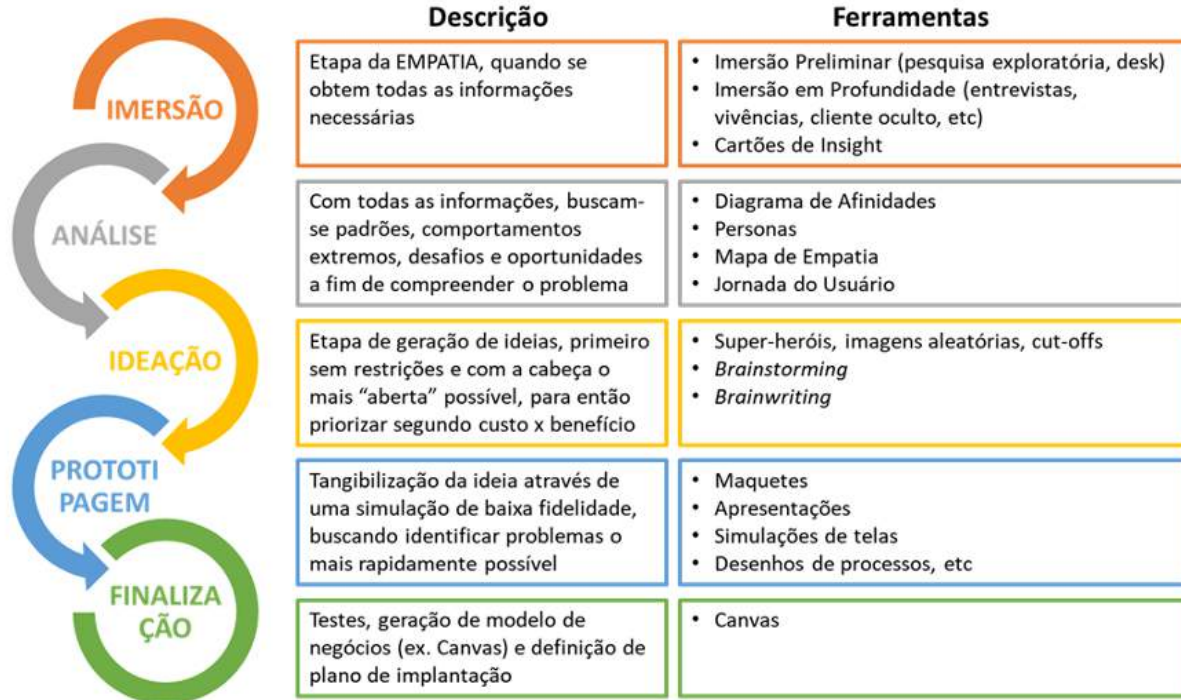 Descrição
Ferramentas
IMERSÃO
Etapa da EMPATIA, quando se
obtem todas as informações
necessárias
• Imersão Preliminar (pesquisa exploratória, desk)
• Imersão em Profundidade (entrevistas,
vivências, cliente oculto, etc)
• Cartões de Insight
ANÁLISE
Com todas as informações, buscam-
se padrões, comportamentos
extremos, desafios e oportunidades
a fim de compreender o problema
• Diagrama de Afinidades
• Personas
• Mapa de Empatia
• Jornada do Usuário
IDEAÇÃO
Etapa de geração de ideias, primeiro
sem restrições e com a cabeça o
mais “aberta” possível, para então
priorizar segundo custo x benefício
• Super-heróis, imagens aleatórias, cut-offs
• Brainstorming
• Brainwriting
PROTOTI
PAGEM
Tangibilização da ideia através de
uma simulação de baixa fidelidade,
buscando identificar problemas o
mais rapidamente possível
• Maquetes
• Apresentações
• Simulações de telas
• Desenhos de processos, etc
FINALIZA
ÇÃO
Testes, geração de modelo de
negócios (ex. Canvas) e definição de
plano de implantação
• Canvas